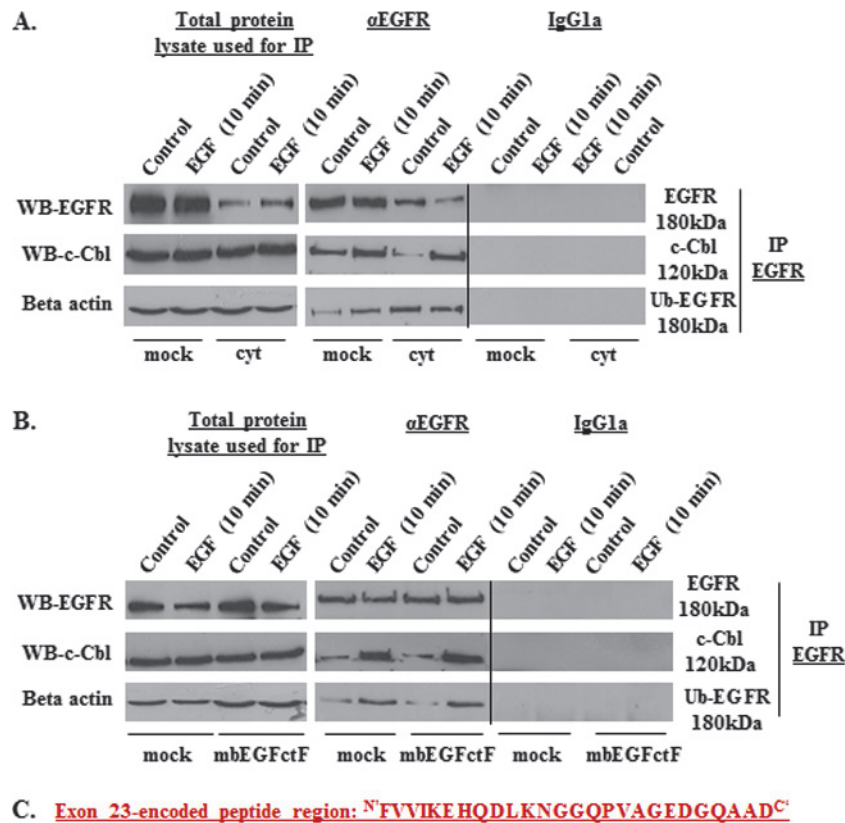 A.
Total protein
lysate used for IP
αEGFR
IgG1a
Control
EGF (10 min)
Control
EGF (10 min)
Control
EGF (10 min)
Control
EGF (10 min)
Control
EGF (10 min)
EGF (10 min)
Control
WB-EGFR
EGFR
180kDa
WB-c-Cbl
c-Cbl
120kDa
IP
EGFR
Beta actin
Ub-EGFR
180kDa
mock
cyt
mock
cyt
mock
cyt
B.
Total protein
lysate used for IP
αEGFR
IgG1a
Control
EGF (10 min)
Control
EGF (10 min)
Control
EGF (10 min)
Control
EGF (10 min)
Control
EGF (10 min)
Control
EGF (10 min)
WB-EGFR
EGFR
180kDa
WB-c-Cbl
c-Cbl
120kDa
IP
EGFR
Beta actin
Ub-EGFR
180kDa
mock
mbEGFctF
mock
mbEGFctF
mock
mbEGFctF
C. Exon 23-encoded peptide region: N'FVVIKEHQDLKNGGQPVAGEDGQAADC'